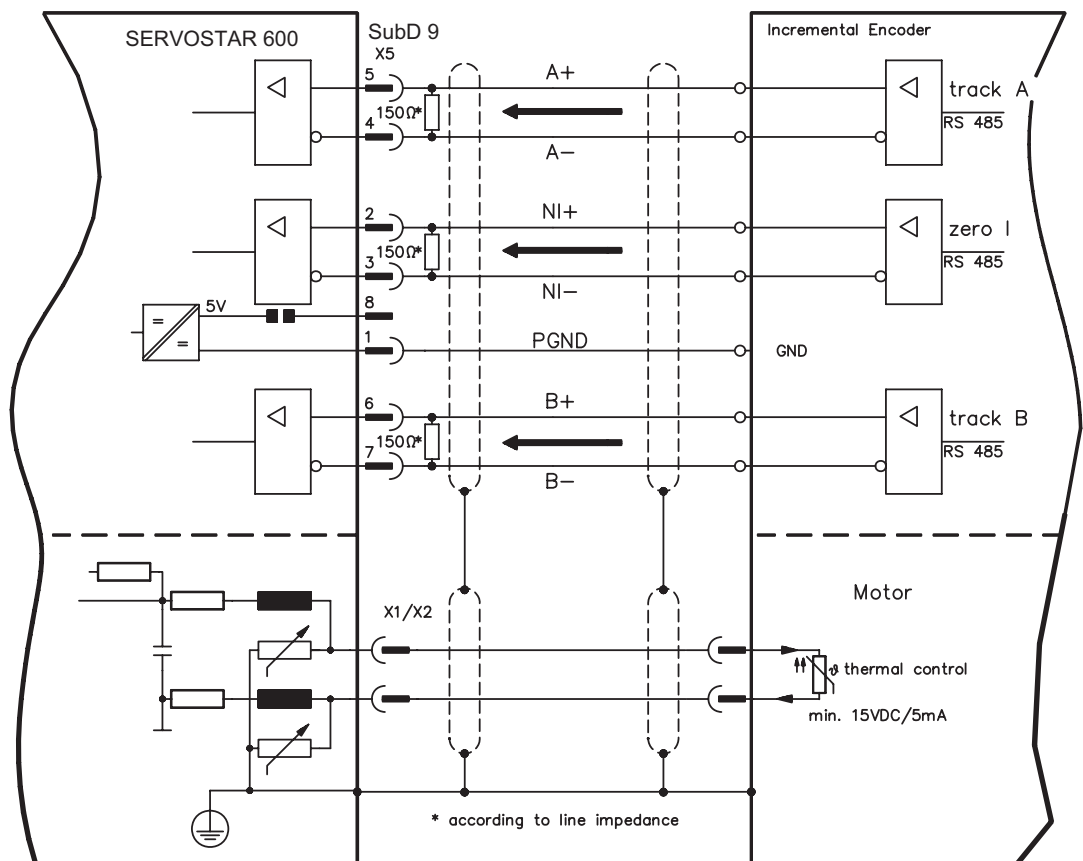 SERVOSTAR 600
SubD 9
X5
Incremental Encoder
5
A+
track A
150Ω*
RS 485
4
A-
2
NI+
zero I
150Ω*
RS 485
3
NI-
5V
8
=
=
1
PGND
GND
6
B+
track B
150Ω*
RS 485
7
B-
Motor
X1/X2
ϑ thermal control
min. 15VDC/5mA
* according to line impedance